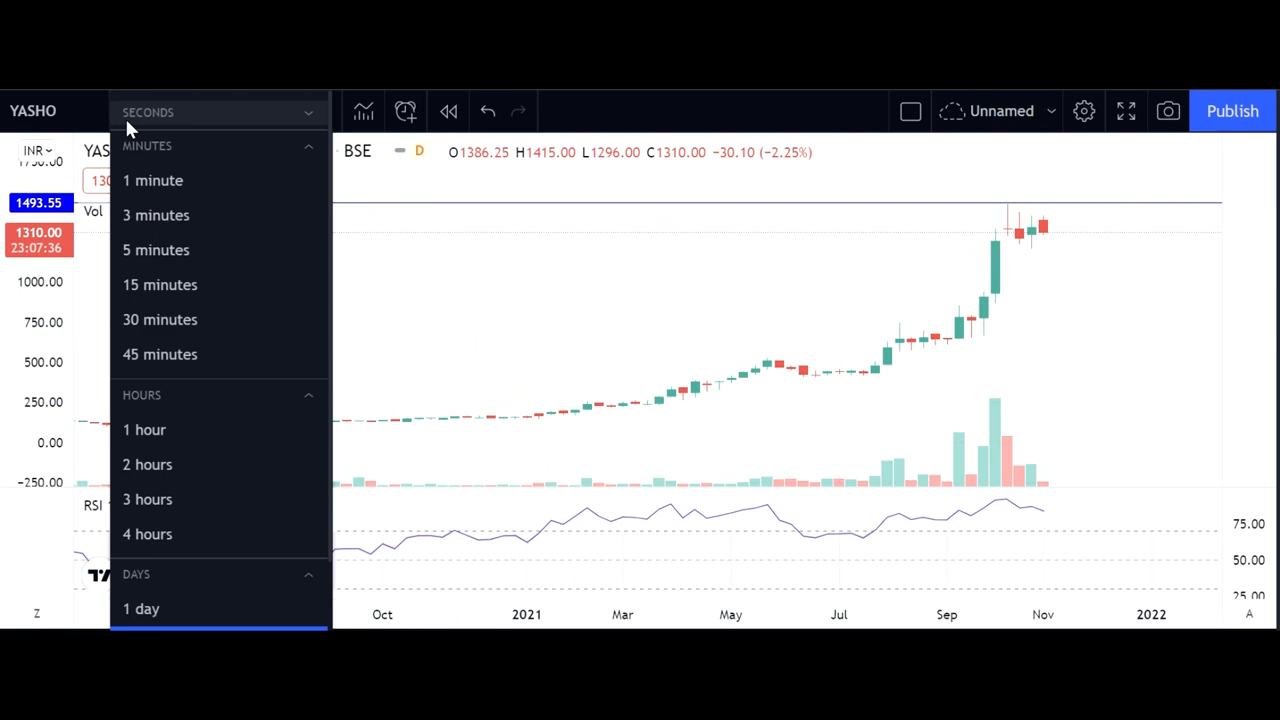 YASHO
SECONDS
Unnamed
Publish
INR
YAS
MINUTES
BSE
D
O1386.25 H1415.00 L1296.00 C1310.00 −30.10 (−2.25%)
130
1 minute
1493.55
Vol
3 minutes
1310.00
23:07:36
5 minutes
1000.00
15 minutes
750.00
30 minutes
500.00
45 minutes
250.00
HOURS
0.00
1 hour
−250.00
2 hours
RSI
3 hours
75.00
4 hours
50.00
DAYS
25.00
1 day
Z
Oct
2021
Mar
May
Jul
Sep
Nov
2022
A